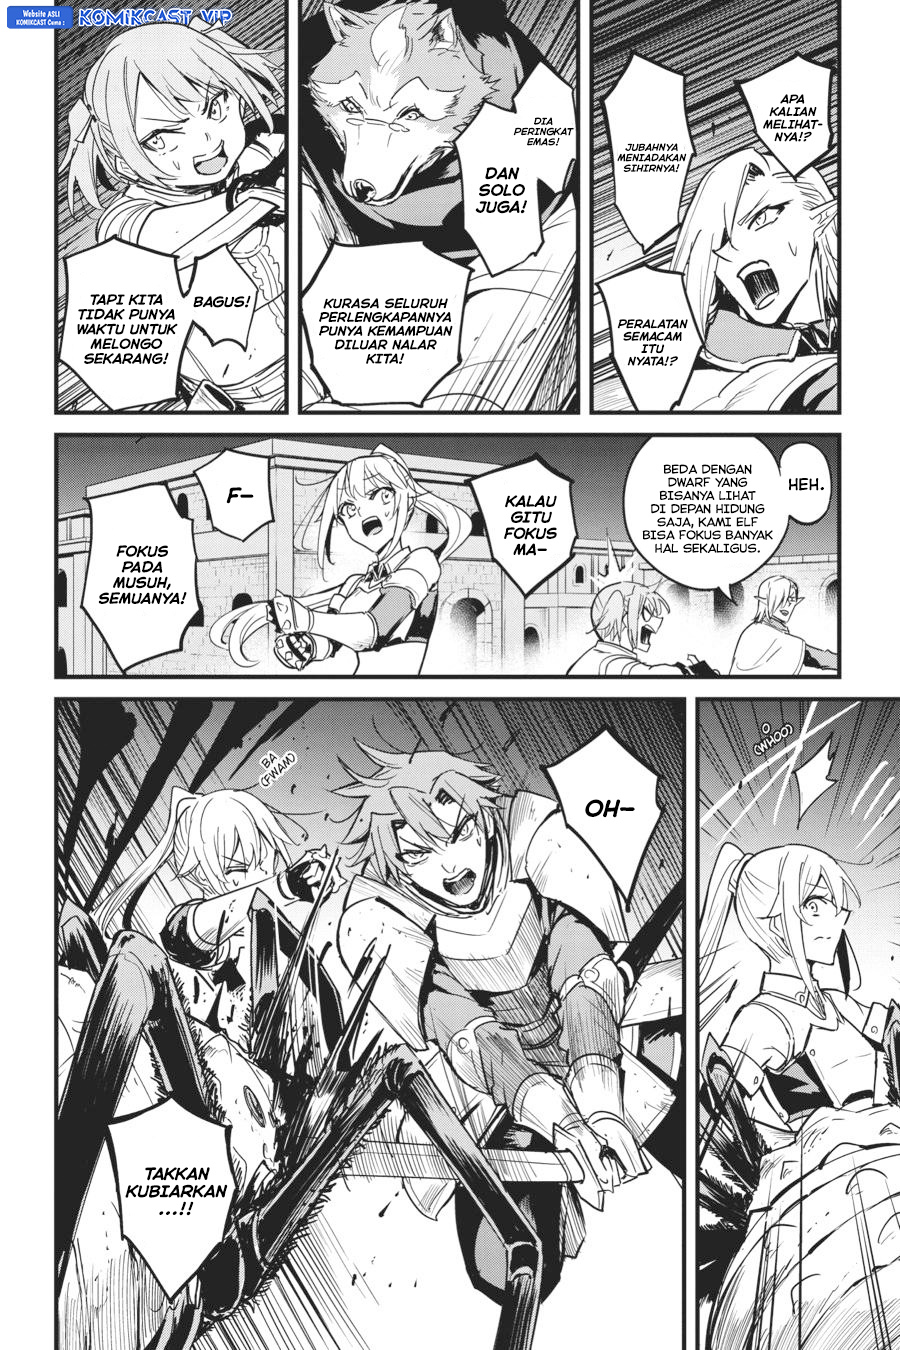 Website ASLI
KOMIKCAST Cuma :
KOMIKCAST VIP
APA
KALIAN
MELIHAT-
NYA!?
JUBAHNYA
MENIADAKAN
SIHIRNYA!
PERALATAN
SEMACAM
ITU
NYATA!?
DIA
PERINGKAT
EMAS!
DAN
SOLO
JUGA!
KURASA SELURUH
PERLENGKAPANNYA
PUNYA KEMAMPUAN
DILUAR NALAR
KITA!
BAGUS!
TAPI KITA
TIDAK PUNYA
WAKTU UNTUK
MELONGO
SEKARANG!
HEH.
BEDA DENGAN
DWARF YANG
BISANYA LIHAT
DI DEPAN HIDUNG
SAJA, KAMI ELF
BISA FOKUS BANYAK
HAL SEKALIGUS.
KALAU
GITU
FOKUS
MA-
F-
FOKUS
PADA
MUSUH,
SEMUANYA!
O
(WHOO)
OH-
BA
(FWAM)
TAKKAN
KUBIARKAN
...!!